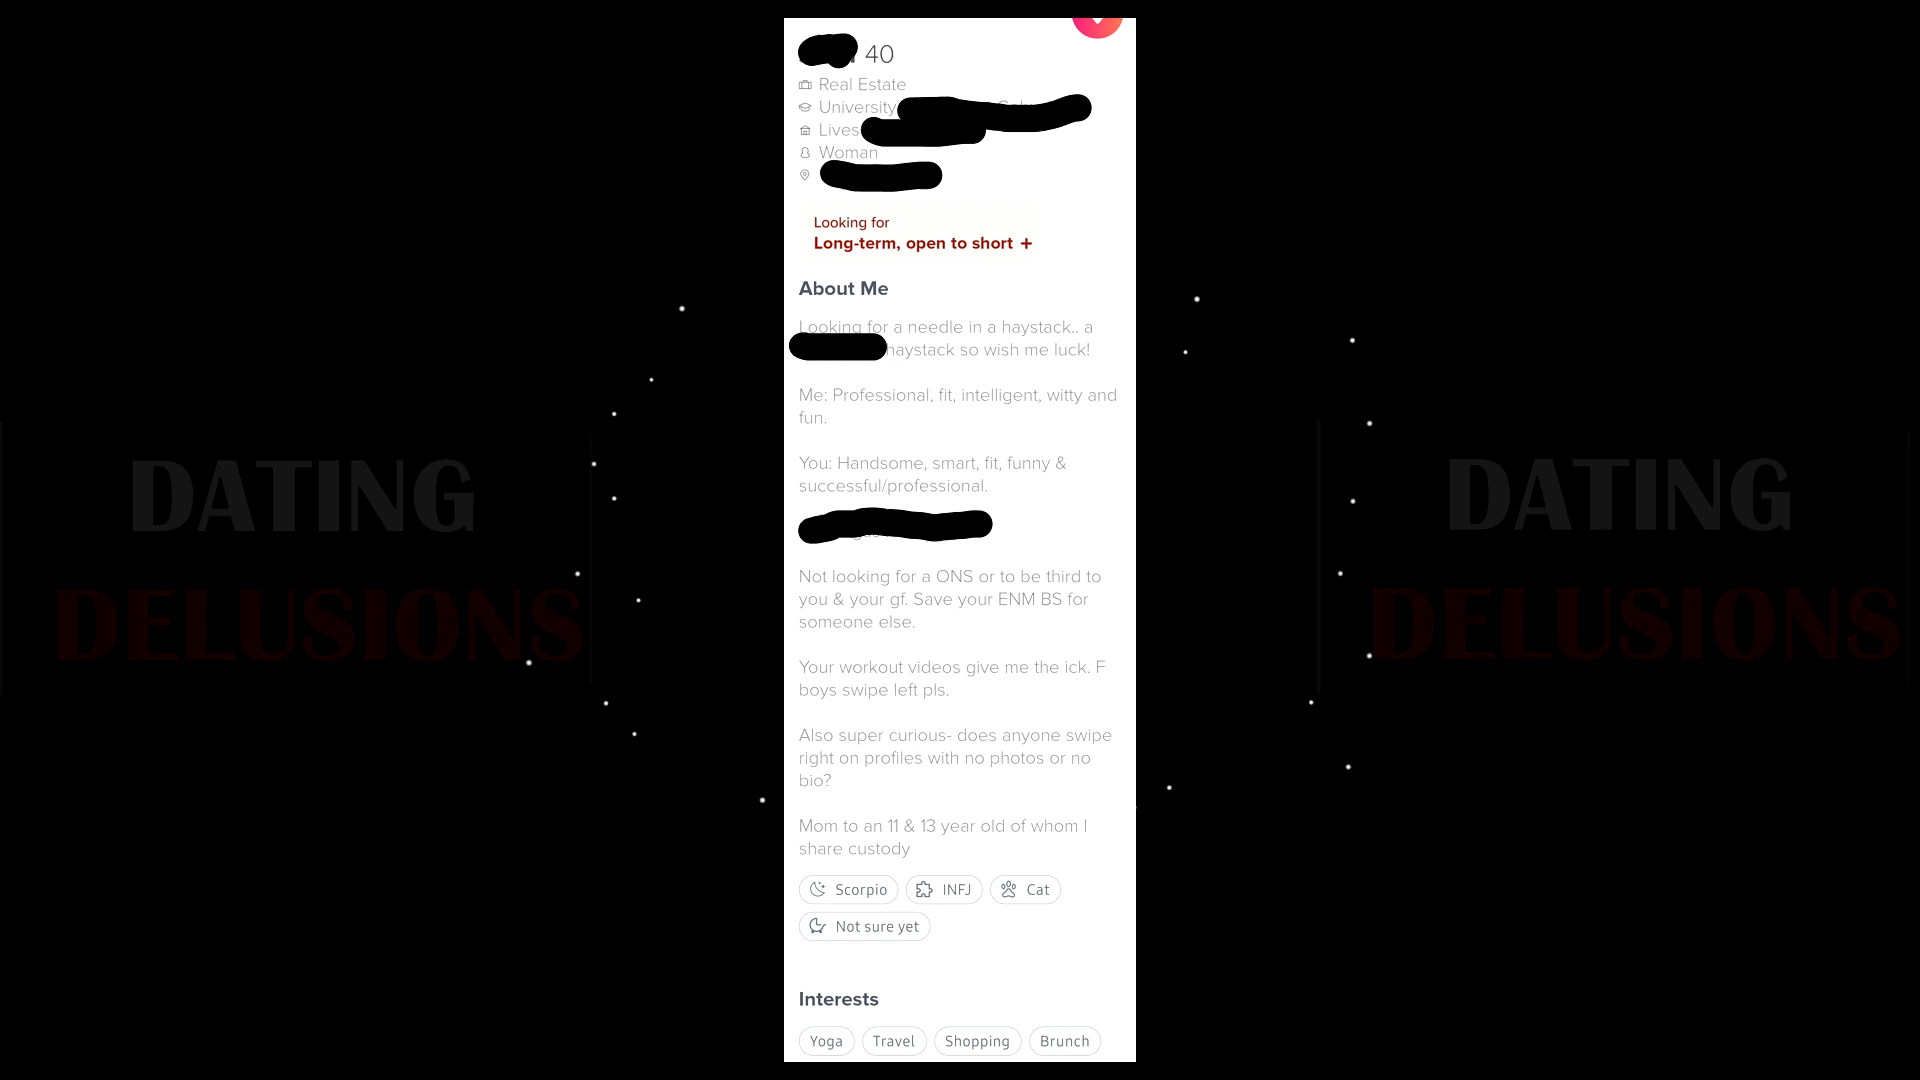 40
Real Estate
University
Lives
Woman
Looking for
Long-term, open to short +
About Me
Looking for a needle in a haystack.. a
haystack so wish me luck!
Me: Professional, fit, intelligent, witty and
fun.
You: Handsome, smart, fit, funny &
successful/professional.
Not looking for a ONS or to be third to
you & your gf. Save your ENM BS for
someone else.
Your workout videos give me the ick. F
boys swipe left pls.
Also super curious- does anyone swipe
right on profiles with no photos or no
bio?
Mom to an 11 & 13 year old of whom I
share custody
Scorpio INFJ Cat
Not sure yet
Interests
Yoga Travel Shopping Brunch
DATING
DELUSIONS
DATING
DELUSIONS